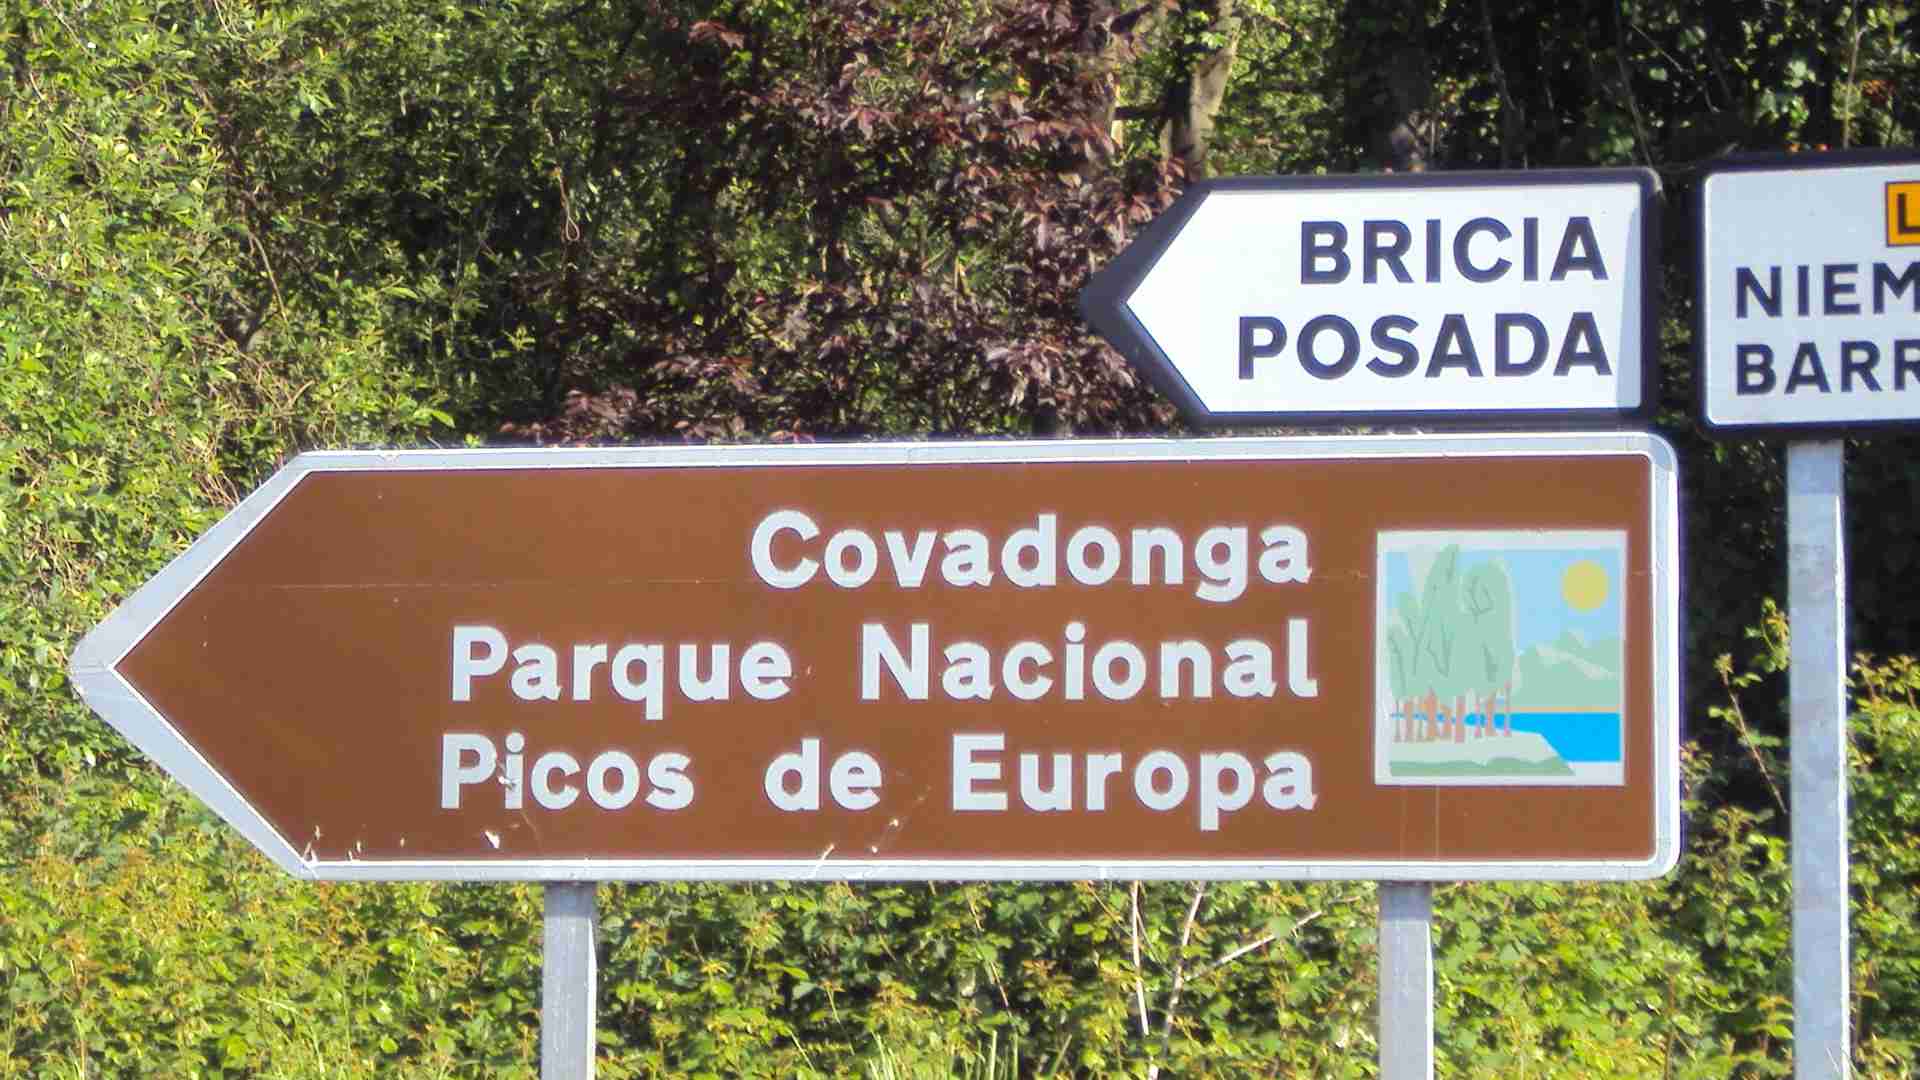 BRICIA
POSADA
Covadonga
Parque Nacional
Picos de Europa